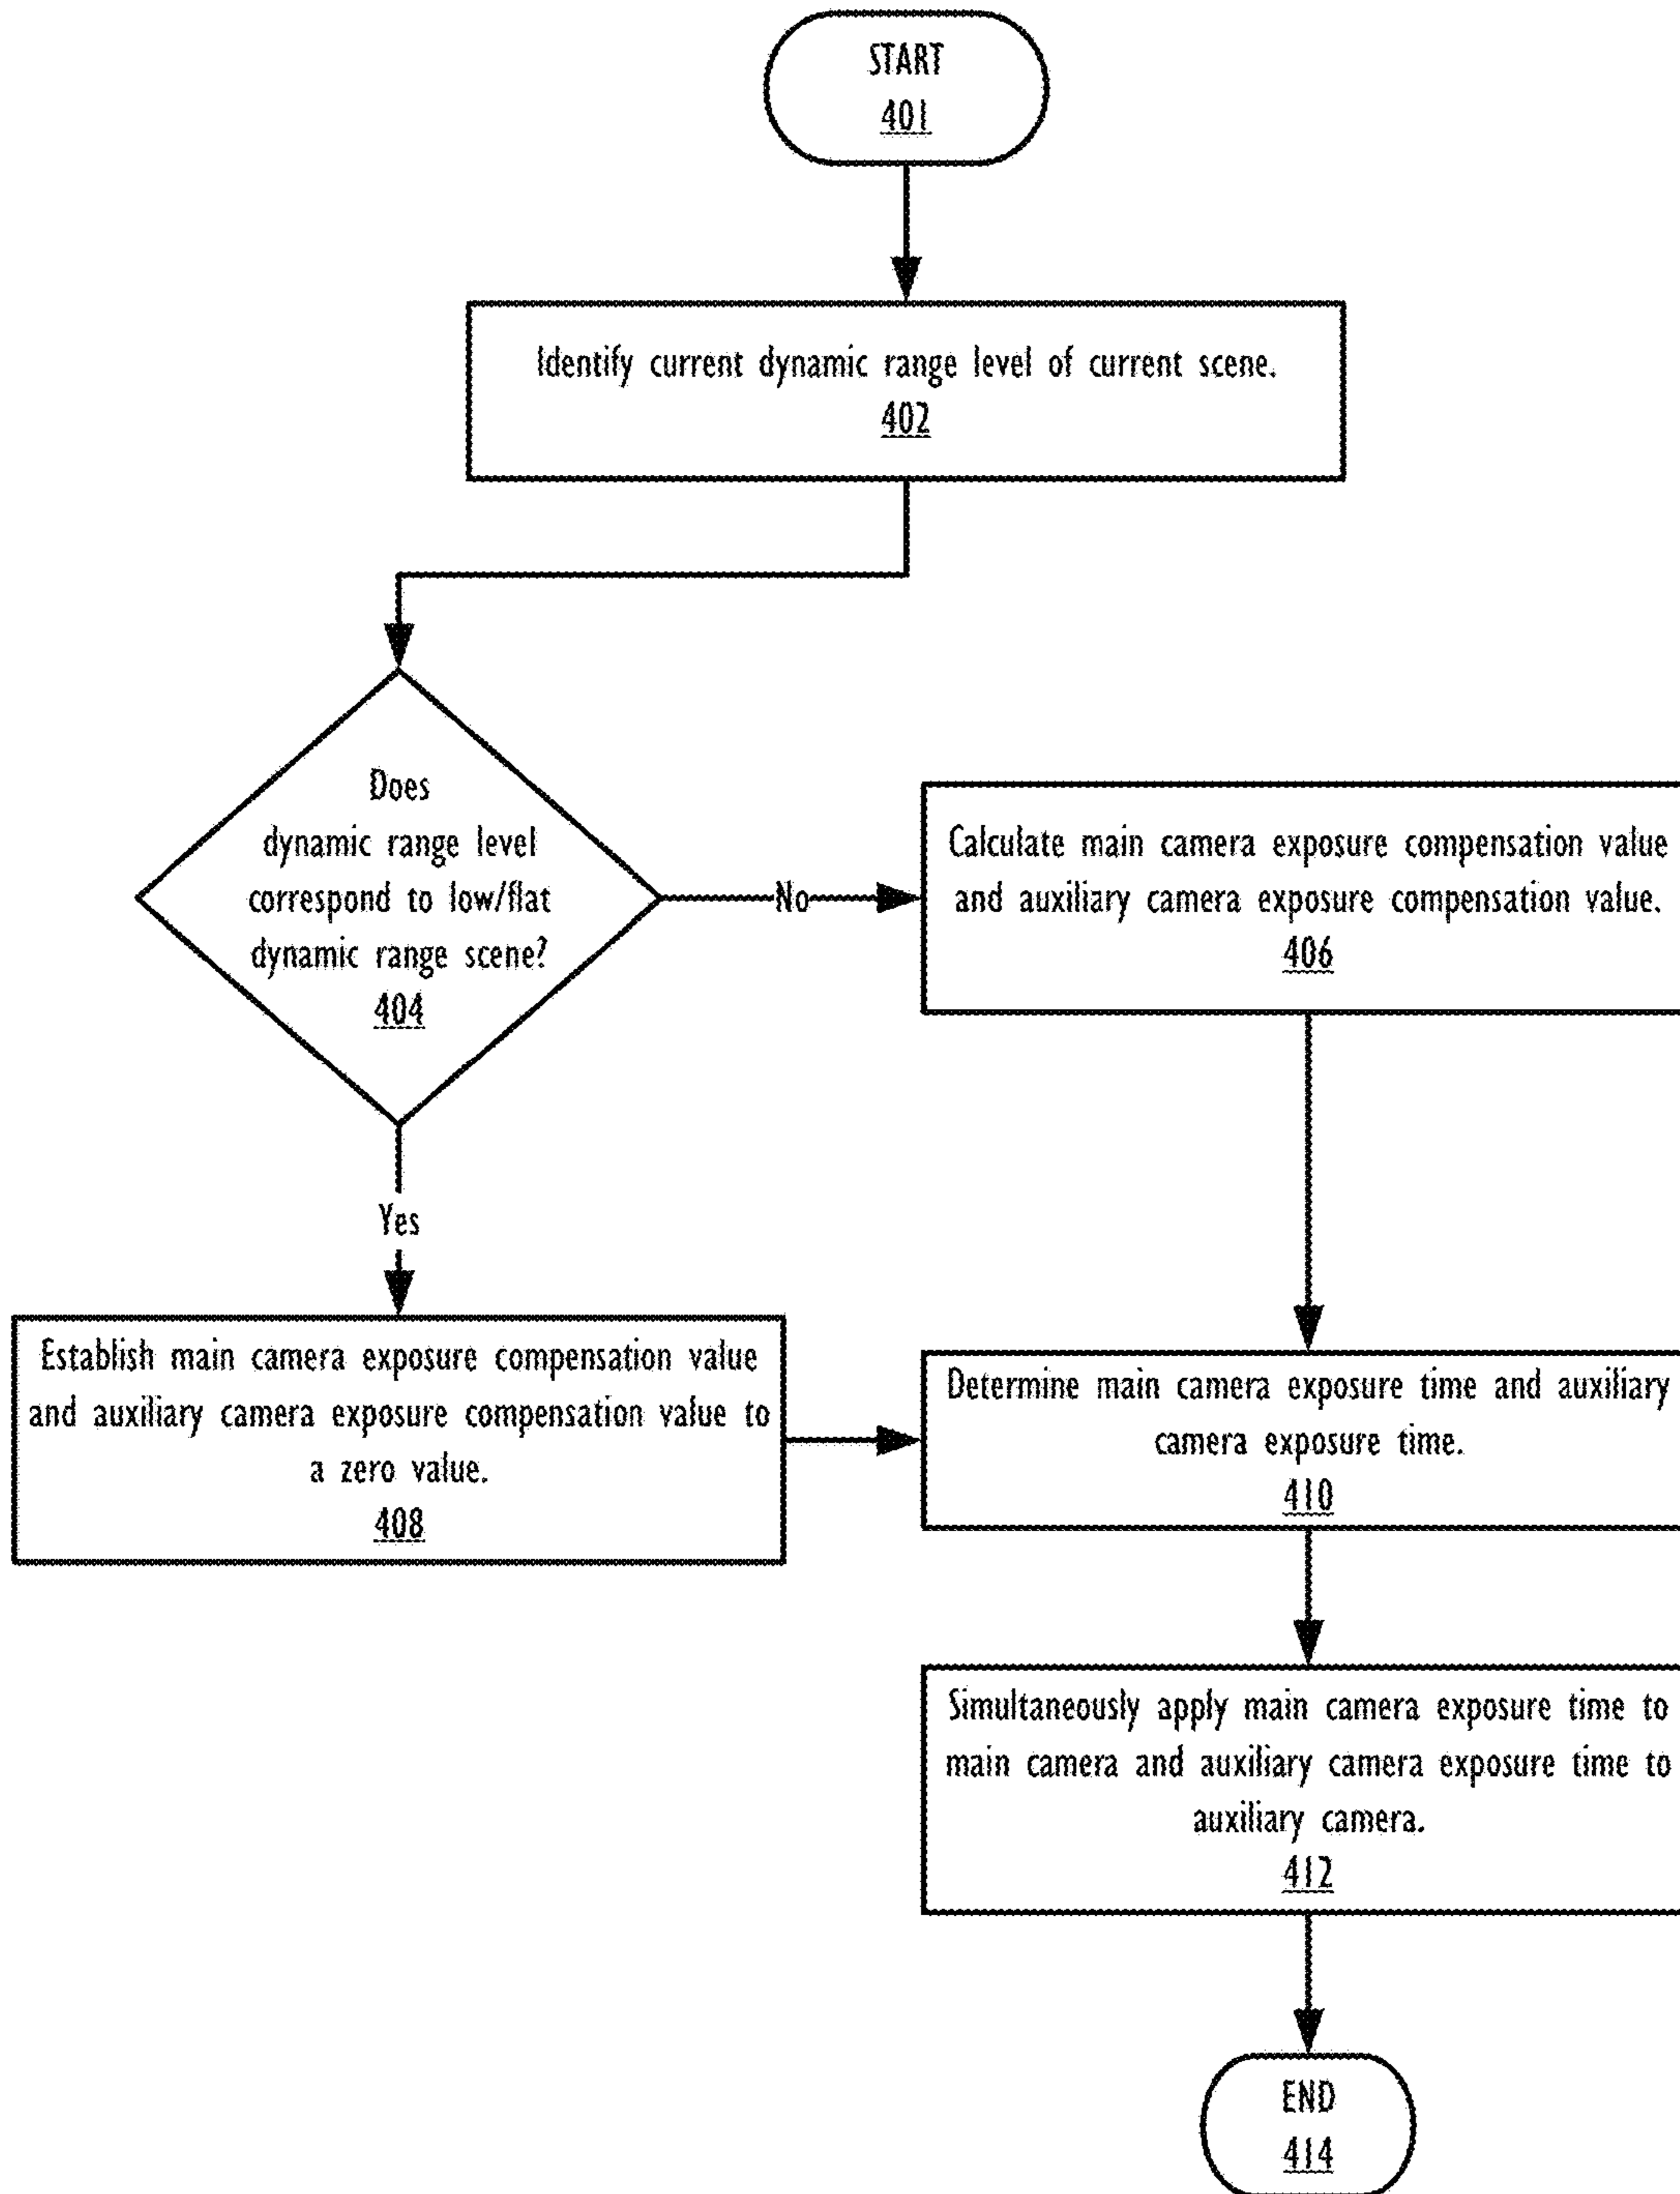 START
401
Identify current dynamic range level of current scene.
402
Does
dynamic range level
correspond to low/flat
dynamic range scene?
404
No
Calculate main camera exposure compensation value
and auxiliary camera exposure compensation value.
406
Yes
Establish main camera exposure compensation value
and auxiliary camera exposure compensation value to
a zero value.
408
Determine main camera exposure time and auxiliary
camera exposure time.
410
Simultaneously apply main camera exposure time to
main camera and auxiliary camera exposure time to
auxiliary camera.
412
END
414